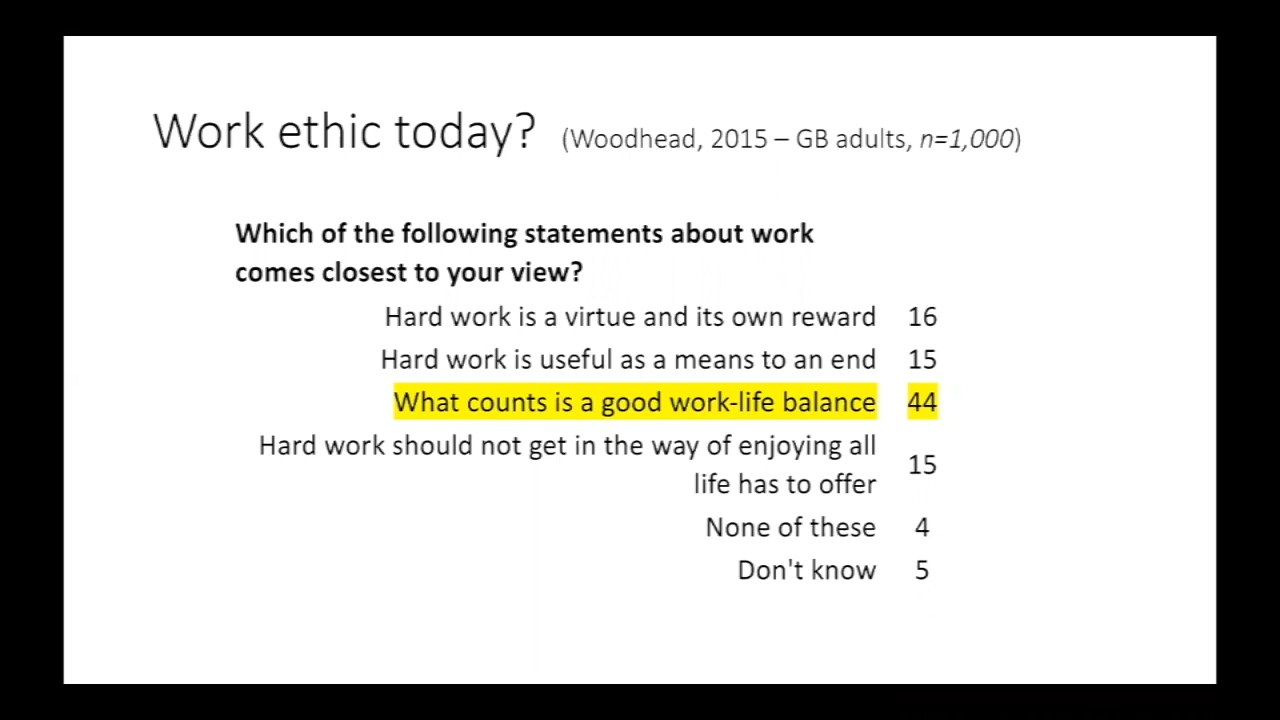 Work ethic today? (Woodhead, 2015 – GB adults, n=1,000)
Which of the following statements about work
comes closest to your view?
Hard work is a virtue and its own reward 16
Hard work is useful as a means to an end 15
What counts is a good work-life balance 44
Hard work should not get in the way of enjoying all
life has to offer 15
None of these 4
Don't know 5